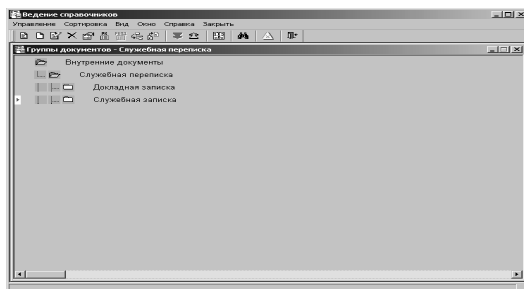 Ведение справочников
Управление Сортировка Вид Окно Справка Закрыть
Группы документов - Служебная переписка
Внутренние документы
Служебная переписка
Докладная записка
Служебная записка